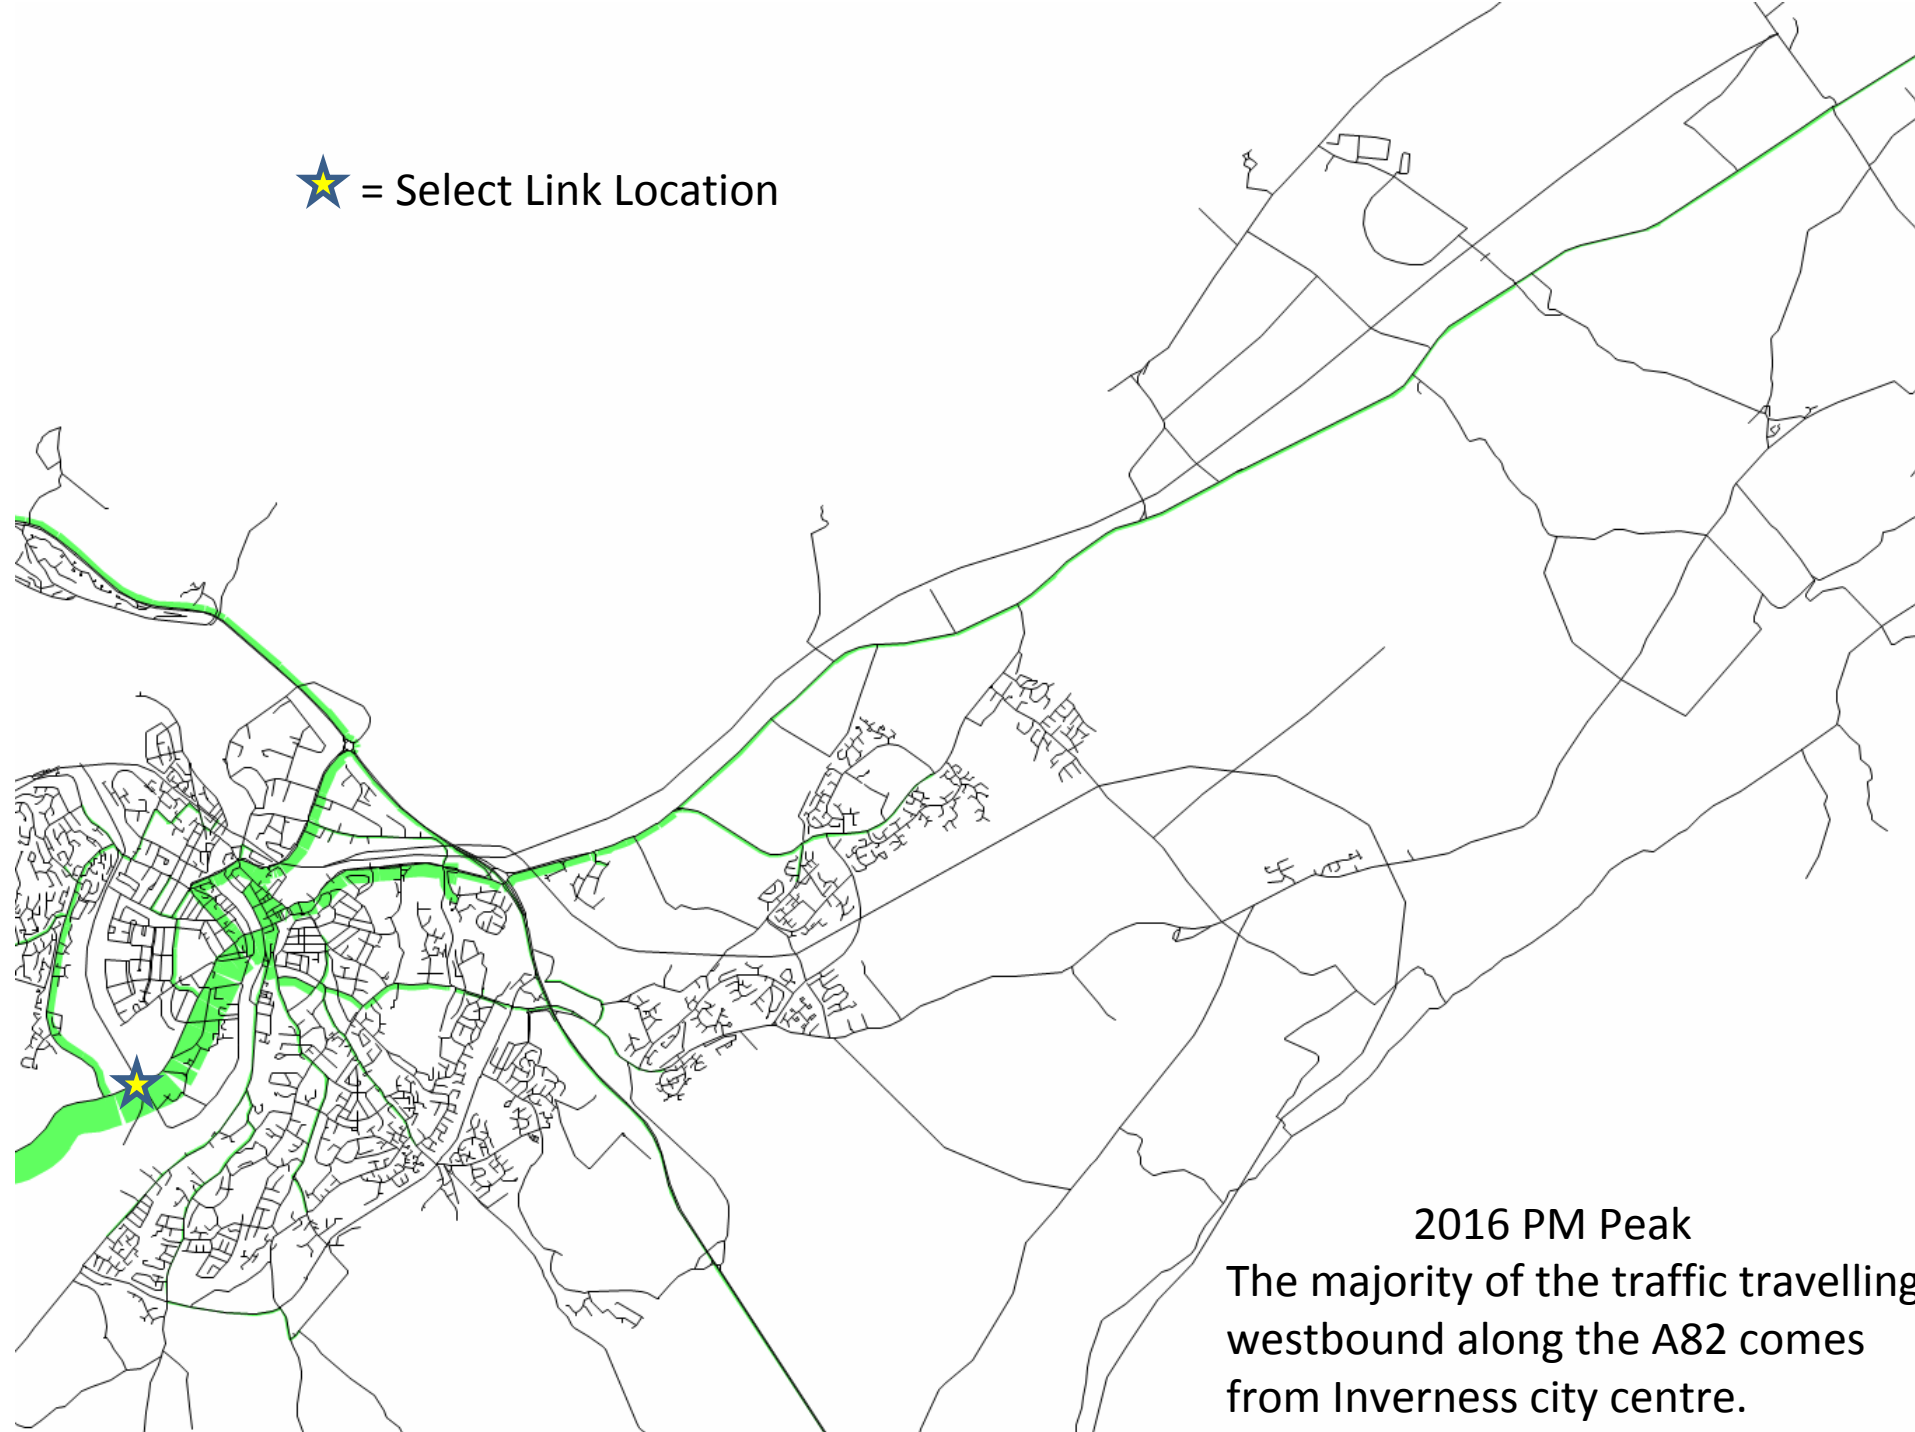 = Select Link Location
2016 PM Peak
The majority of the traffic travelling
westbound along the A82 comes
from Inverness city centre.